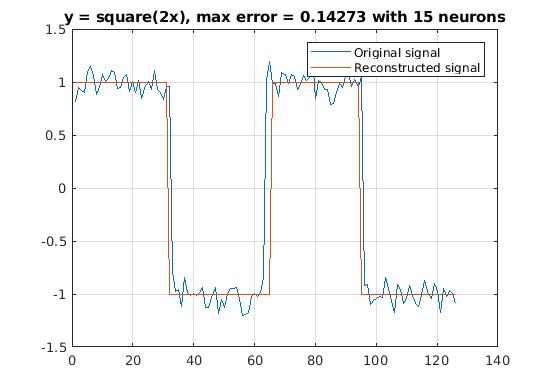 y = square(2x), max error = 0.14273 with 15 neurons
Original signal
Reconstructed signal
1.5
1
0.5
0
-0.5
-1
-1.5
0 20 40 60 80 100 120 140